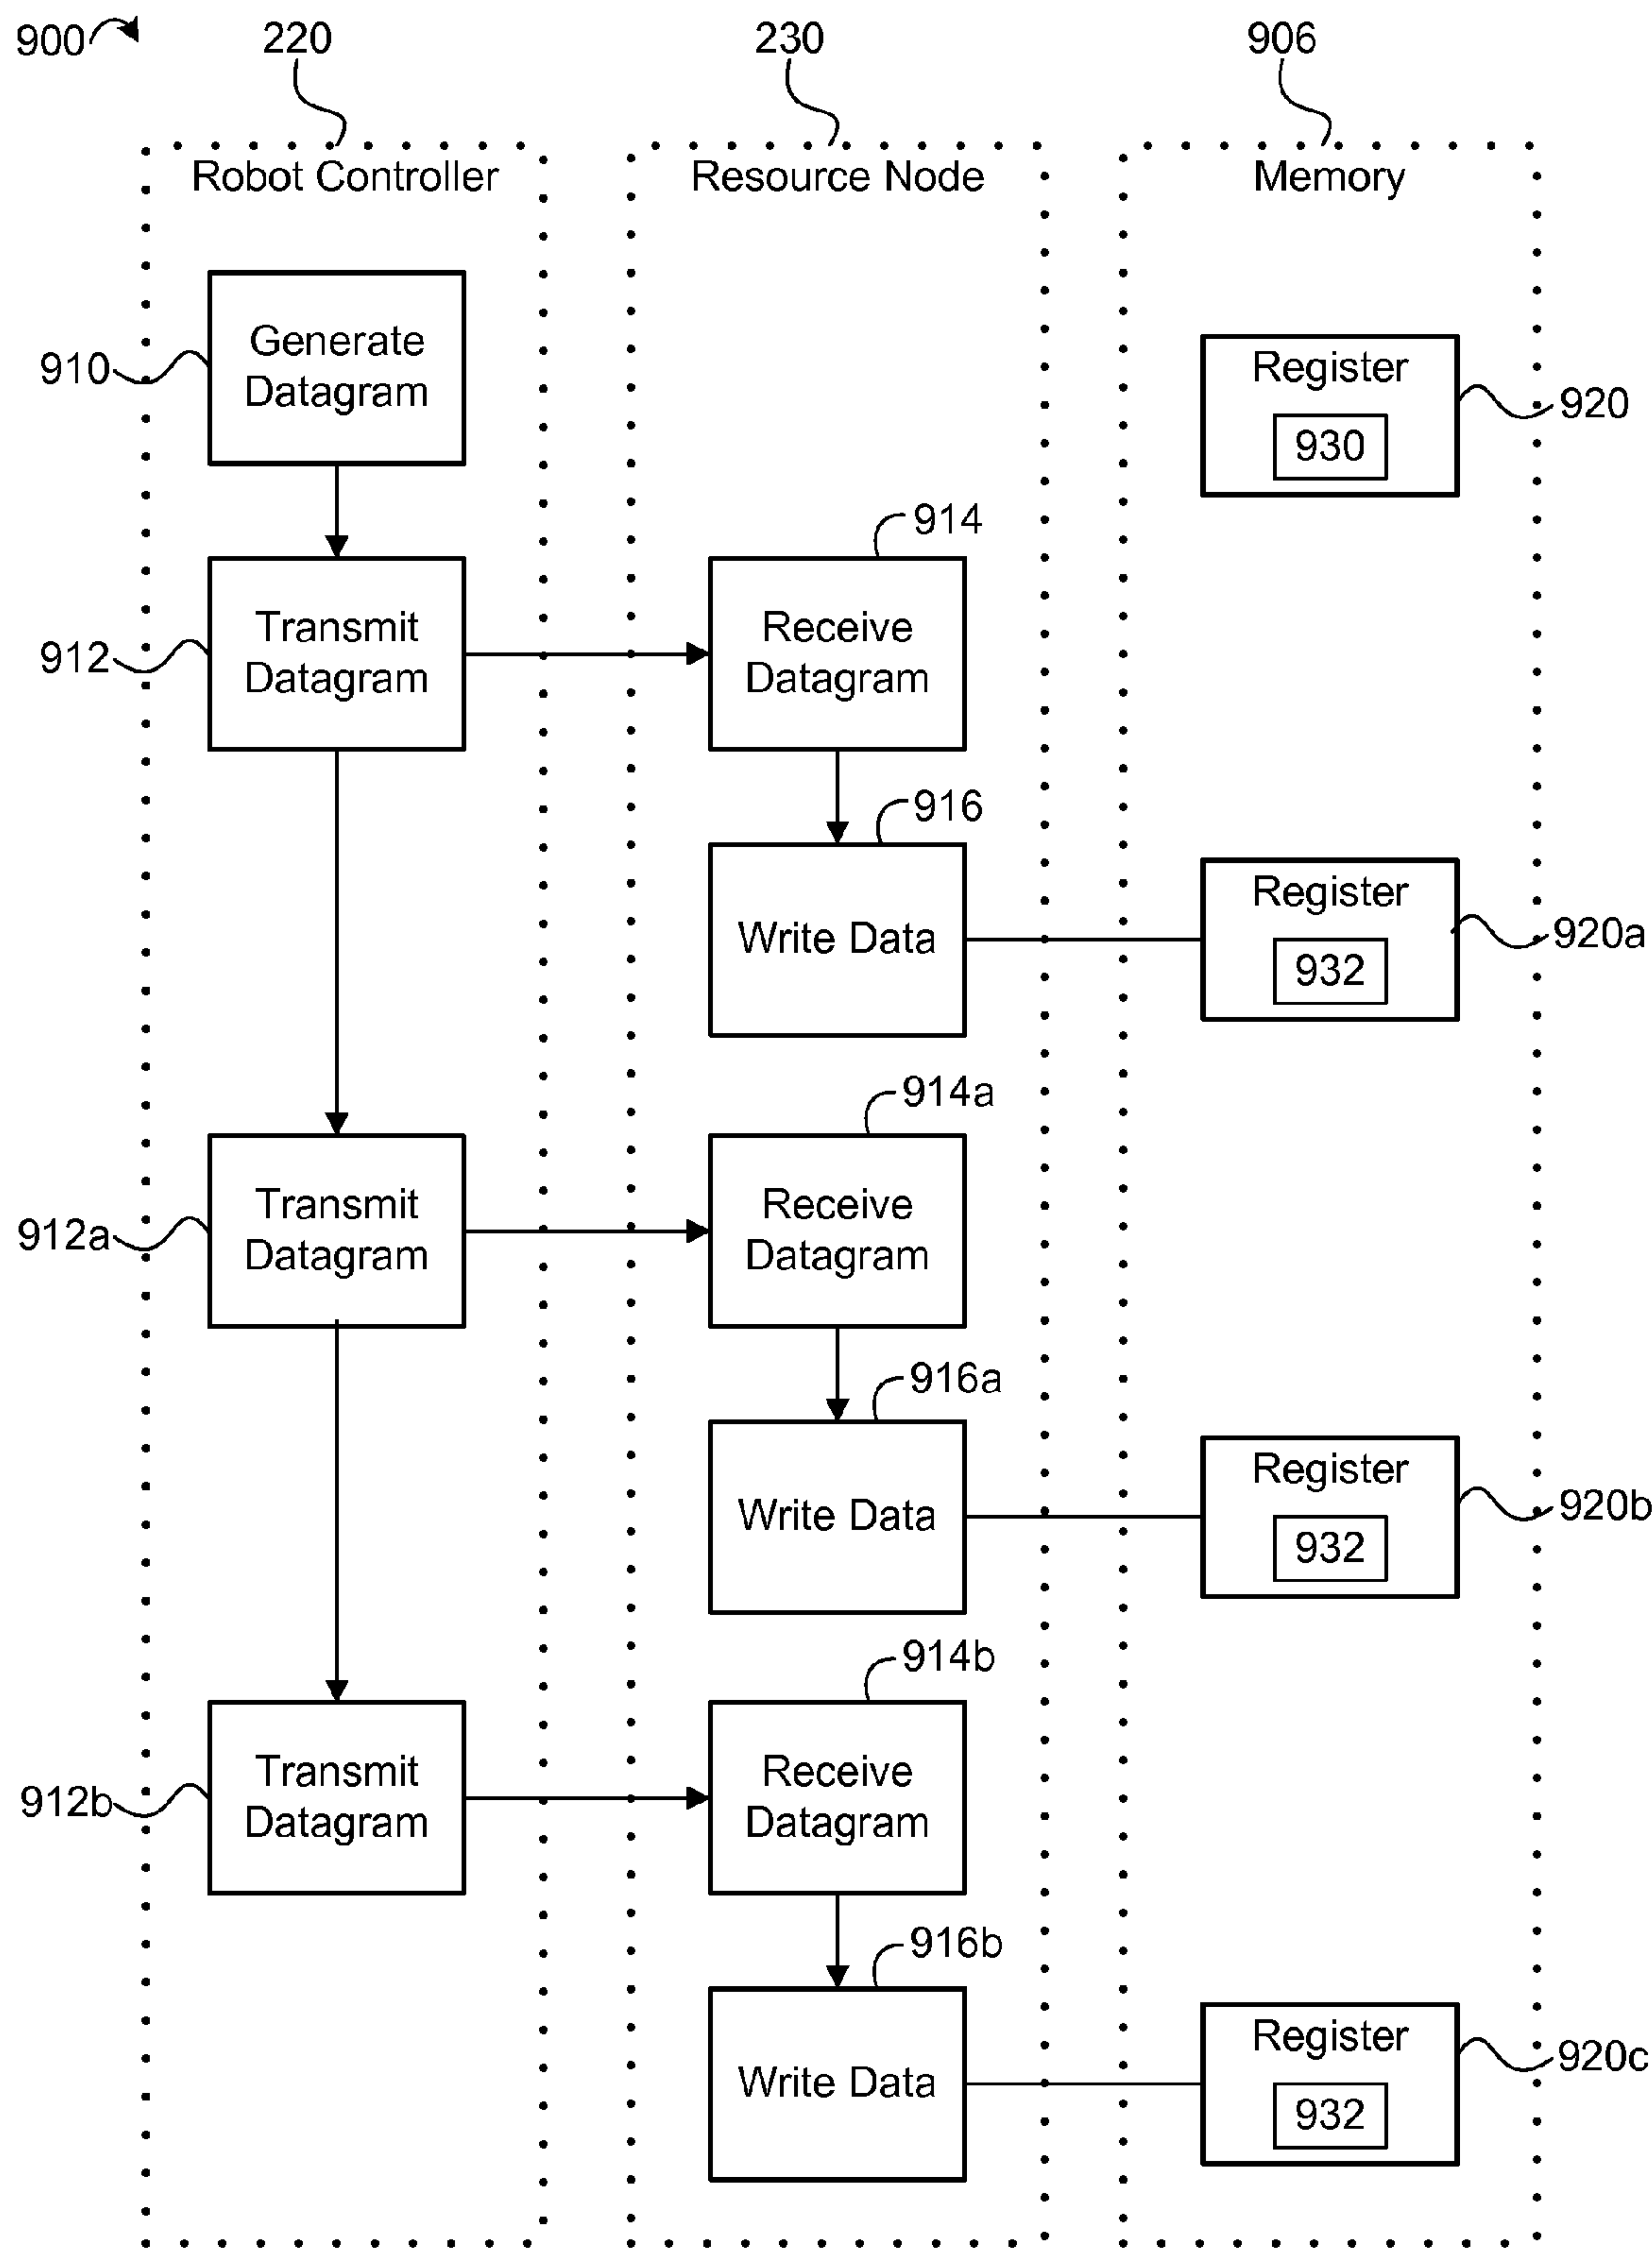 900
220
230
906
Robot Controller
Resource Node
Memory
Generate
Datagram
910
Register
930
920
914
Transmit
Datagram
912
Receive
Datagram
916
Write Data
Register
932
920a
914a
Transmit
Datagram
912a
Receive
Datagram
916a
Write Data
Register
932
920b
914b
Transmit
Datagram
912b
Receive
Datagram
916b
Write Data
Register
932
920c